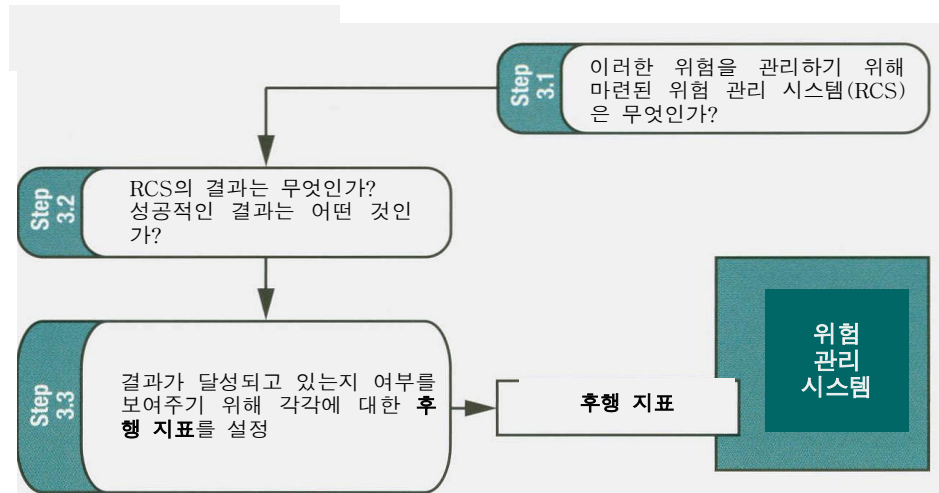 Step
3.1
이러한 위험을 관리하기 위해
마련된 위험 관리 시스템(RCS)
은 무엇인가?
Step
3.2
RCS의 결과는 무엇인가?
성공적인 결과는 어떤 것인
가?
Step
3.3
결과가 달성되고 있는지 여부를
보여주기 위해 각각에 대한 후
행 지표를 설정
후행 지표
위험
관리
시스템